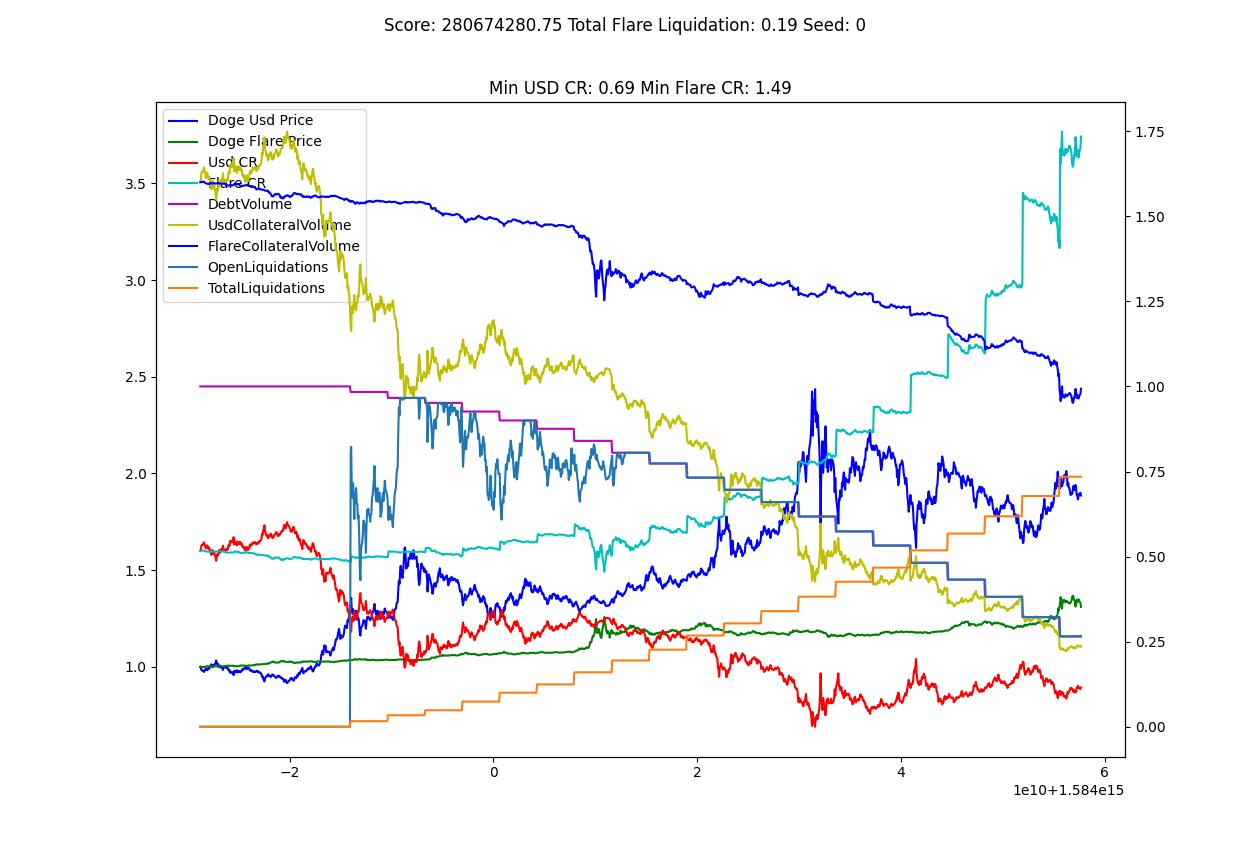 Score: 280674280.75 Total Flare Liquidation: 0.19 Seed: 0
Min USD CR: 0.69 Min Flare CR: 1.49
Doge Usd Price
Doge Flare Price
Usd CR
Flare CR
DebtVolume
UsdCollateralVolume
FlareCollateralVolume
OpenLiquidations
TotalLiquidations
3.5
3.0
2.5
2.0
1.5
1.0
1.75
1.50
1.25
1.00
0.75
0.50
0.25
0.00
−2 0 2 4 6
1e10+1.584e15